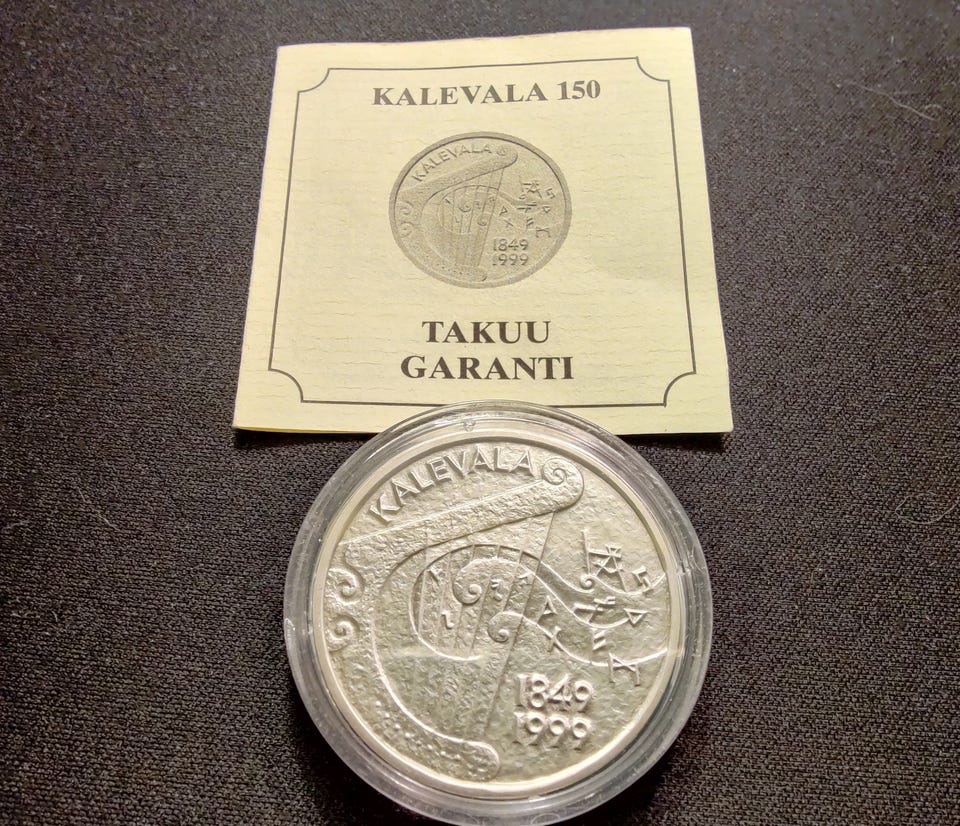 KALEVALA 150
KALEVALA
1849
1999
TAKUU
GARANTI
KALEVALA
1849
1999